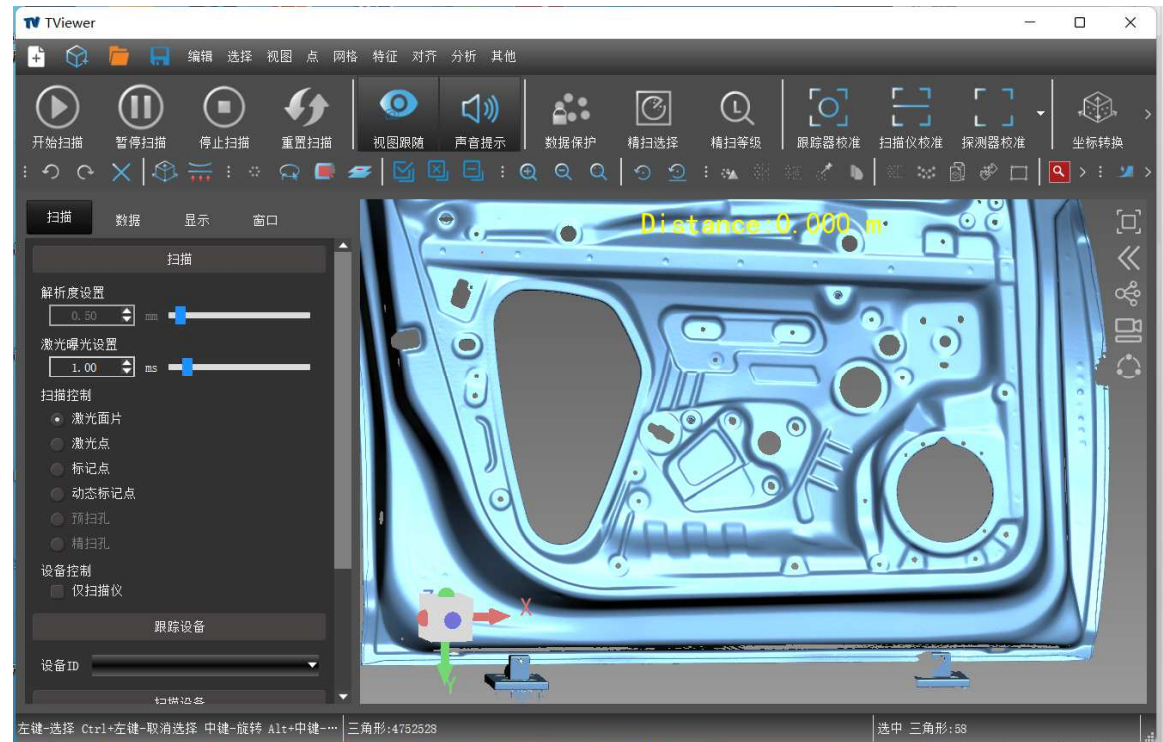 TViewer
编辑 选择 视图 点 网格 特征 对齐 分析 其他
开始扫描 暂停扫描 停止扫描 重置扫描 视图跟随 声音提示 数据保护 精扫选择 精扫等级 跟踪器校准 扫描仪校准 探测器校准 坐标转换
扫描 数据 显示 窗口
扫描
解析度设置
0.50 mm
激光曝光设置
1.00 ms
扫描控制
激光面片
激光点
标记点
动态标记点
预扫孔
精扫孔
设备控制
仅扫描仪
跟踪设备
设备ID
扫描设备
Distance:0.000 m
Z
X
Y
左键-选择 Ctrl+左键-取消选择 中键-旋转 Alt+中键-… 三角形:4752528 选中 三角形:58